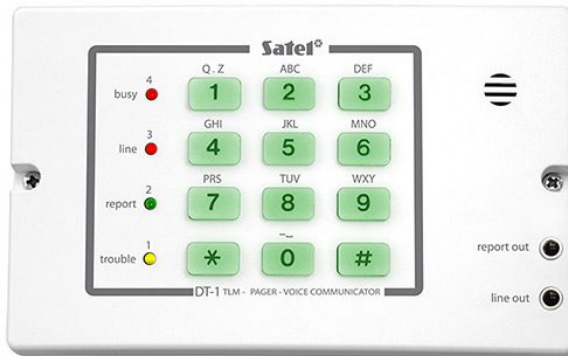 Satel
4 Q.Z ABC DEF
busy 1 2 3
3 GHI JKL MNO
line 4 5 6
2 PRS TUV WXY
report 7 8 9
1 –⎵
trouble * 0 #
report out
line out
DT-1 TLM - PAGER - VOICE COMMUNICATOR